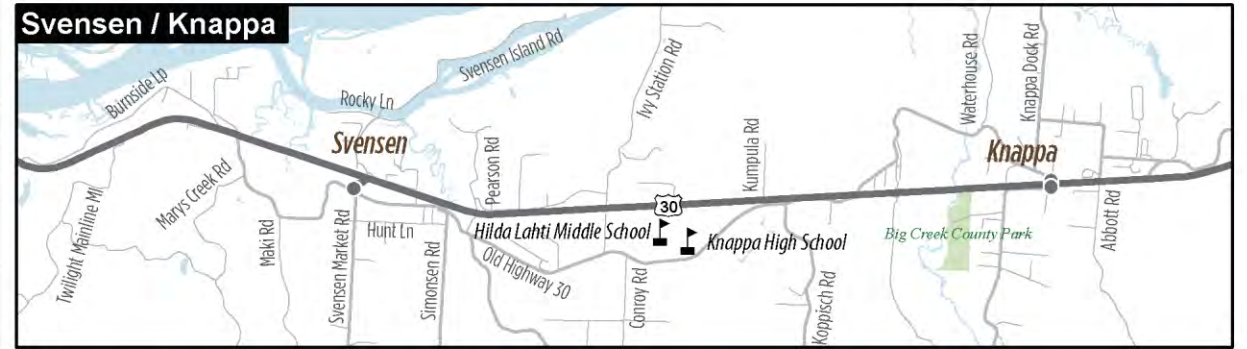 Svensen / Knappa
Burnside Lp
Rocky Ln
Svensen Island Rd
Ivy Station Rd
Waterhouse Rd
Knappa Dock Rd
Svensen
Knappa
Pearson Rd
Kumpula Rd
Marys Creek Rd
Twilight Mainline Ml
Maki Rd
Svensen Market Rd
Hunt Ln
Simonsen Rd
30
Hilda Lahti Middle School
Knappa High School
Old Highway 30
Conroy Rd
Koppisch Rd
Big Creek County Park
Abbott Rd